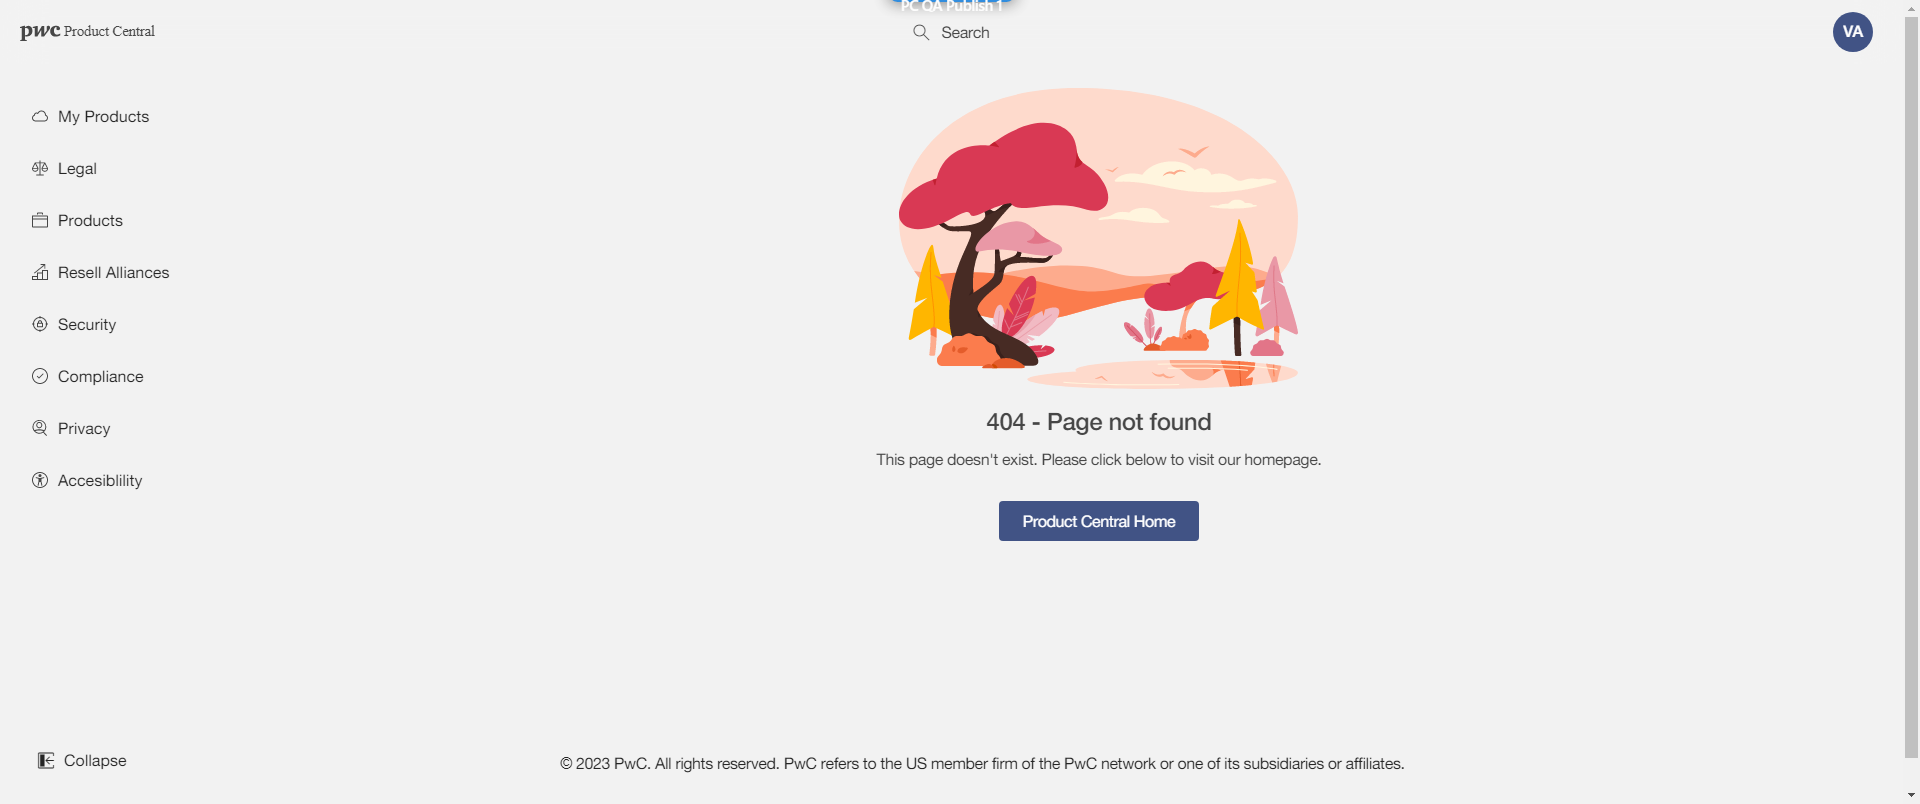 PC QA Publish 1
pwc Product Central
Search
VA
My Products
Legal
Products
Resell Alliances
Security
Compliance
Privacy
Accesiblility
404 - Page not found
This page doesn't exist. Please click below to visit our homepage.
Product Central Home
Collapse
© 2023 PwC. All rights reserved. PwC refers to the US member firm of the PwC network or one of its subsidiaries or affiliates.